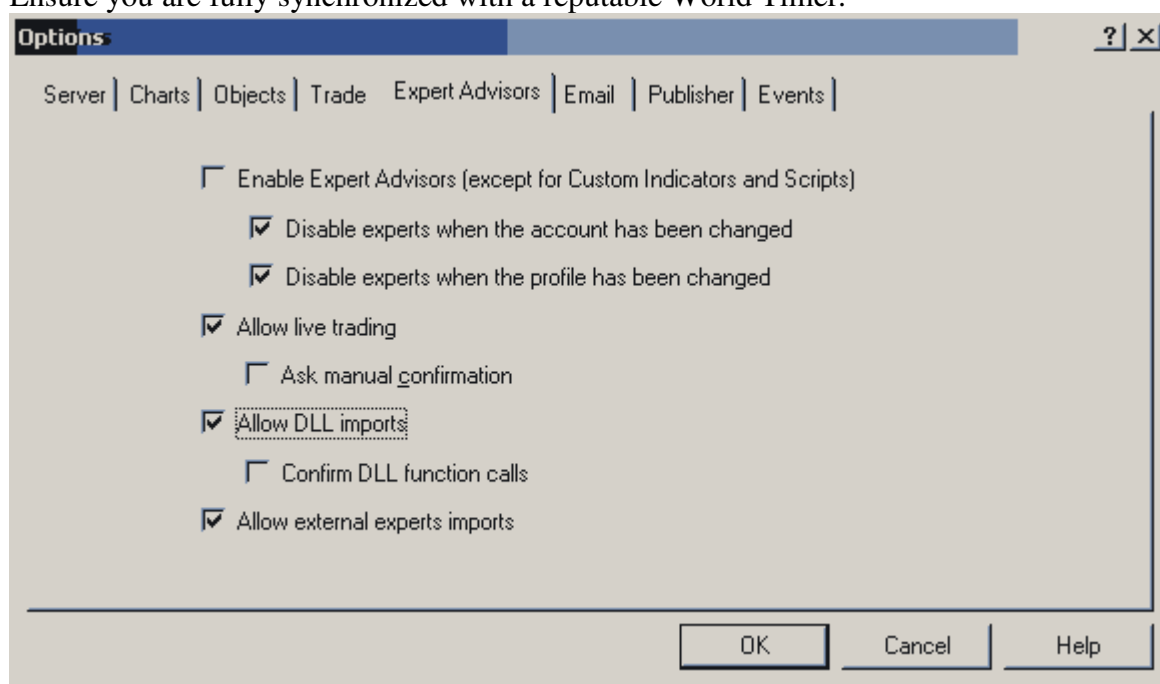 Ensure you are fully synchronized with a reputable World Timer.
Options
? ×
Server Charts Objects Trade Expert Advisors Email Publisher Events
Enable Expert Advisors (except for Custom Indicators and Scripts)
Disable experts when the account has been changed
Disable experts when the profile has been changed
Allow live trading
Ask manual confirmation
Allow DLL imports
Confirm DLL function calls
Allow external experts imports
OK Cancel Help